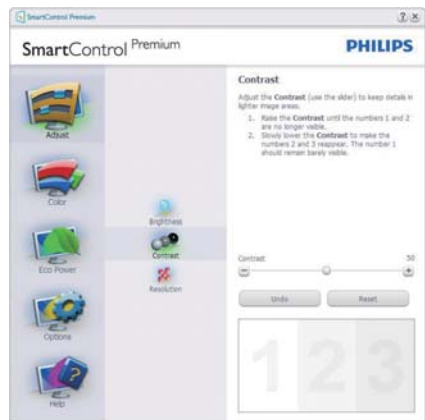 SmartControl Premium
SmartControl Premium
PHILIPS
Adjust
Color
Eco Power
Options
Help
Brightness
Contrast
Resolution
Contrast
Adjust the Contrast (use the slider) to keep details in
lighter image areas.
1. Raise the Contrast until the numbers 1 and 2
are no longer visible.
2. Slowly lower the Contrast to make the
numbers 2 and 3 reappear. The number 1
should remain barely visible.
Contrast 50
Undo Reset
1 2 3